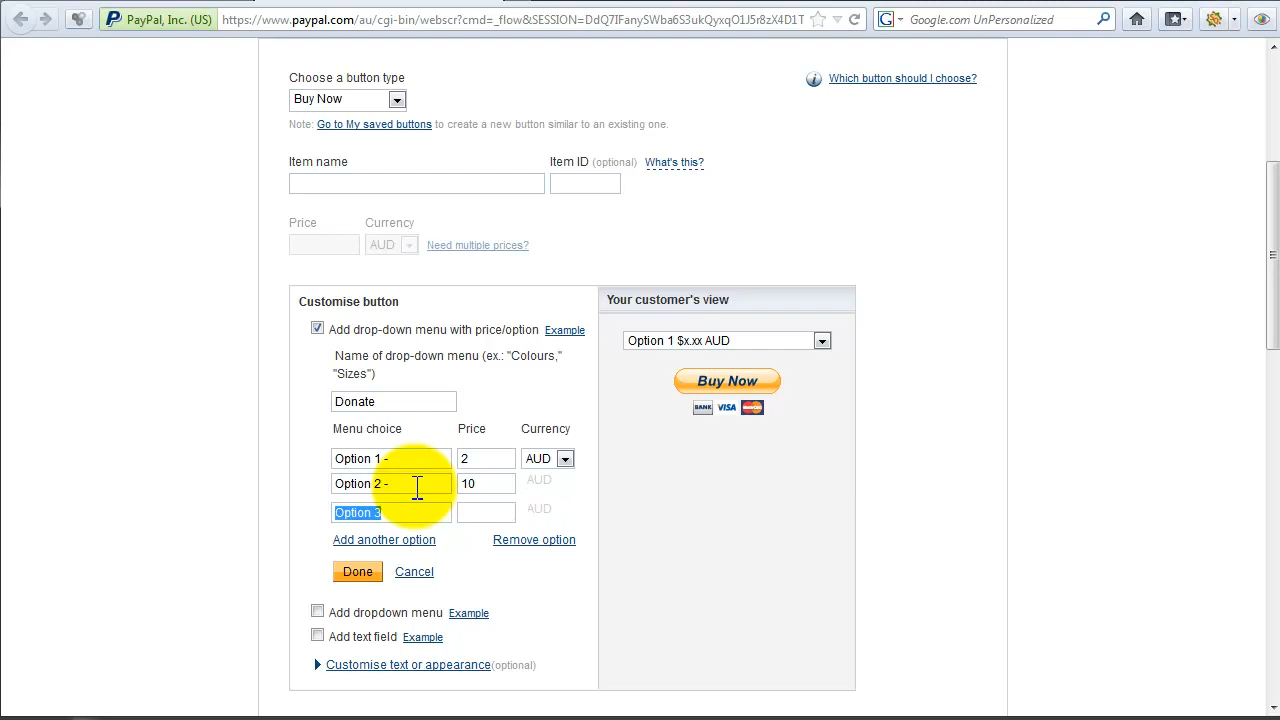 PayPal, Inc. (US)
https://www.paypal.com/au/cgi-bin/webscr?cmd=_flow&SESSION=DdQ7IFanySWba6S3ukQyxqO1J5r8zX4D1T
Google.com UnPersonalized
Choose a button type
Which button should I choose?
Buy Now
Note: Go to My saved buttons to create a new button similar to an existing one.
Item name
Item ID (optional) What's this?
Price Currency
AUD Need multiple prices?
Customise button
Your customer's view
Add drop-down menu with price/option Example
Option 1 $x.xx AUD
Name of drop-down menu (ex.: "Colours,"
"Sizes")
Buy Now
BANK VISA MasterCard
Donate
Menu choice Price Currency
Option 1 - 2 AUD
Option 2 - 10 AUD
Option 3 AUD
Add another option Remove option
Done Cancel
Add dropdown menu Example
Add text field Example
Customise text or appearance(optional)